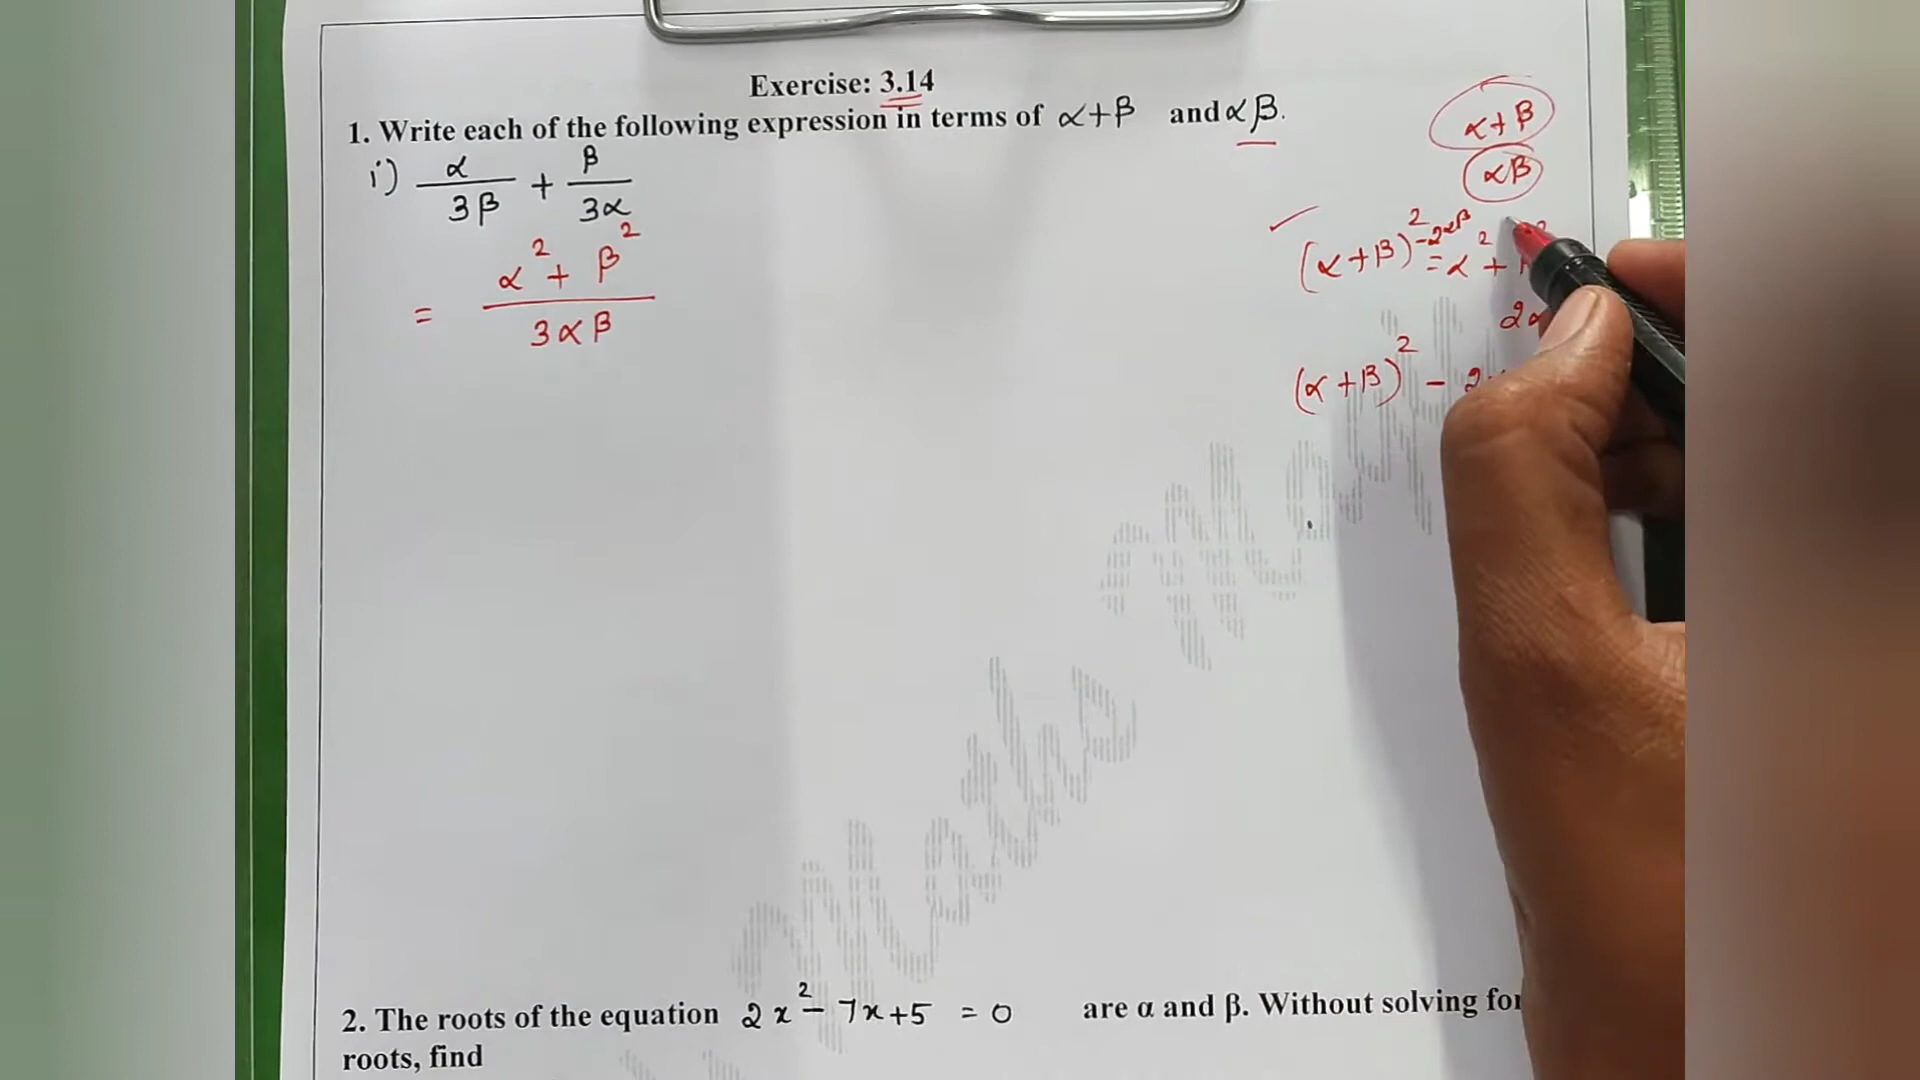 Exercise: 3.14
1. Write each of the following expression in terms of α+β and αβ.
i) α/3β + β/3α
= α² + β² / 3αβ
α+β
αβ
(α+β)² -2αβ = α² +
(α+β)² - 2
Maths
2. The roots of the equation 2x² - 7x+5 = 0 are α and β. Without solving for
roots, find